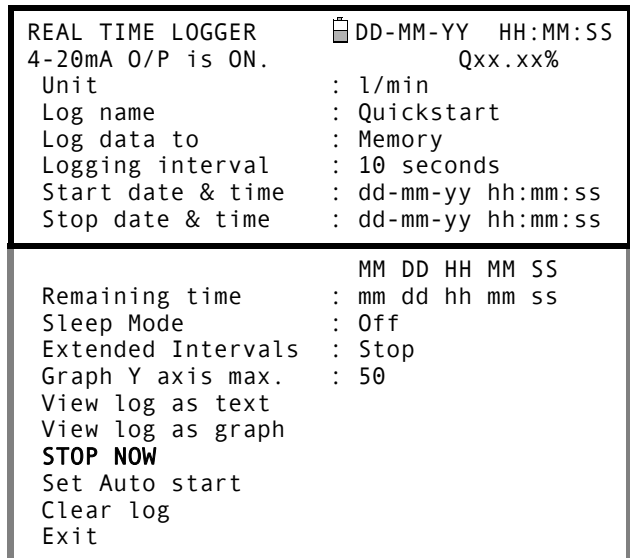 REAL TIME LOGGER DD-MM-YY HH:MM:SS
4-20mA O/P is ON. Qxx.xx%
Unit : l/min
Log name : Quickstart
Log data to : Memory
Logging interval : 10 seconds
Start date & time : dd-mm-yy hh:mm:ss
Stop date & time : dd-mm-yy hh:mm:ss
MM DD HH MM SS
Remaining time : mm dd hh mm ss
Sleep Mode : Off
Extended Intervals : Stop
Graph Y axis max. : 50
View log as text
View log as graph
STOP NOW
Set Auto start
Clear log
Exit